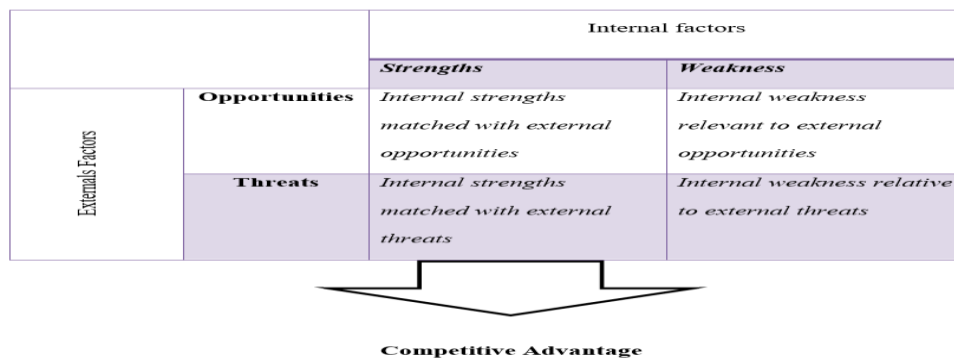 Internal factors
Strengths
Weakness
Externals Factors
Opportunities
Internal strengths
matched with external
opportunities
Internal weakness
relevant to external
opportunities
Threats
Internal strengths
matched with external
threats
Internal weakness relative
to external threats
Competitive Advantage